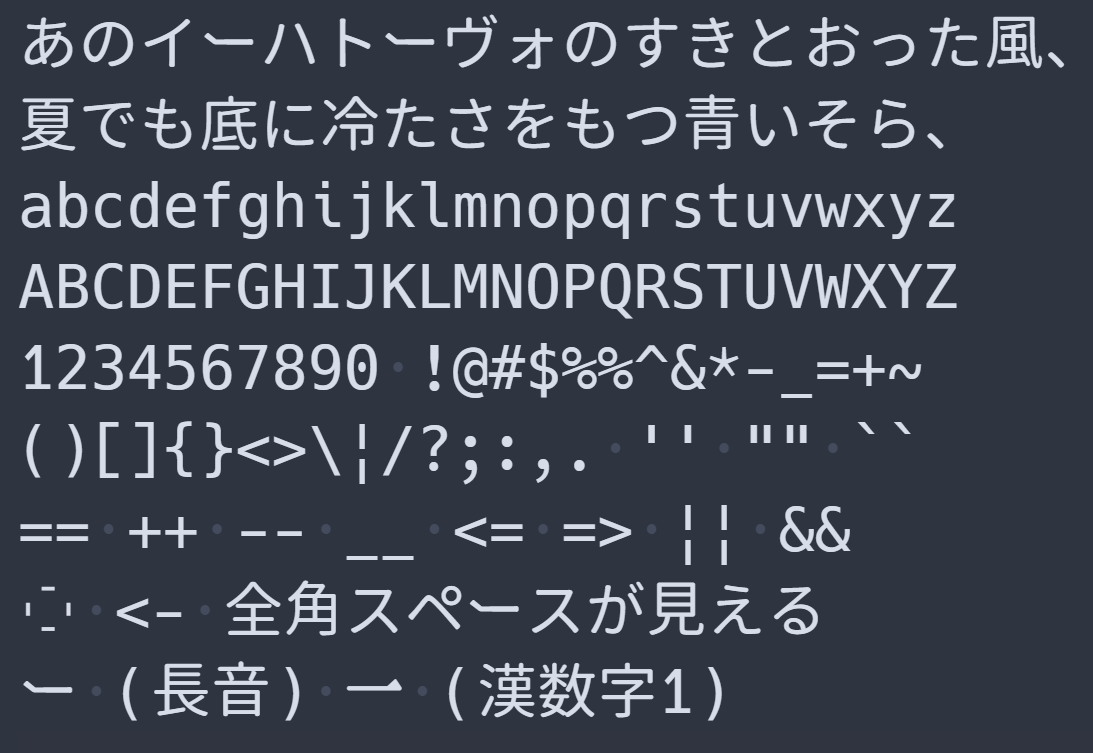 あのイーハトーヴォのすきとおった風、
夏でも底に冷たさをもつ青いそら、
abcdefghijklmnopqrstuvwxyz
ABCDEFGHIJKLMNOPQRSTUVWXYZ
1234567890 !@#$%%^&*-_=+~
()[]{}<>\|/?;:,. '' "" ``
== ++ -- __ <= => || &&
　 <- 全角スペースが見える
ー (長音) 一 (漢数字1)